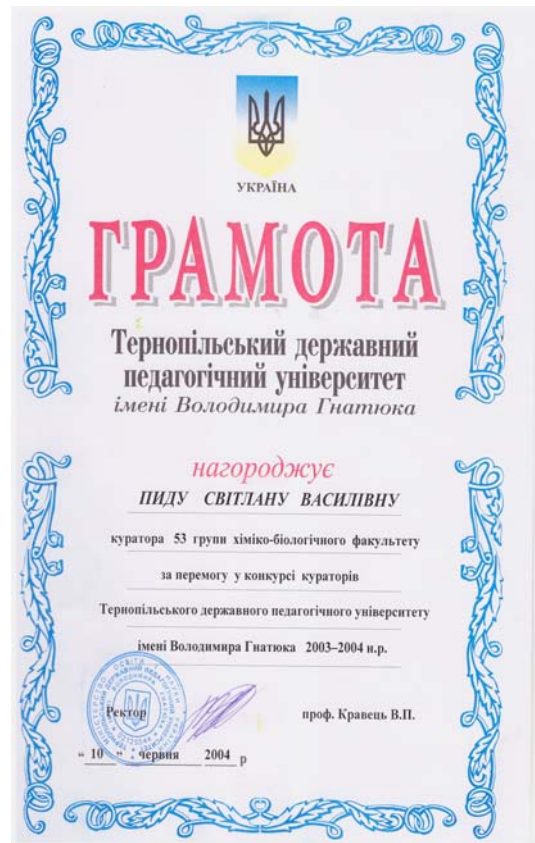 УКРАЇНА
ГРАМОТА
Тернопільський державний
педагогічний університет
імені Володимира Гнатюка
нагороджує
ПИДУ СВІТЛАНУ ВАСИЛІВНУ
куратора 53 групи хіміко-біологічного факультету
за перемогу у конкурсі кураторів
Тернопільського державного педагогічного університету
імені Володимира Гнатюка 2003–2004 н.р.
Ректор проф. Кравець В.П.
“ 10 ” червня 2004 р